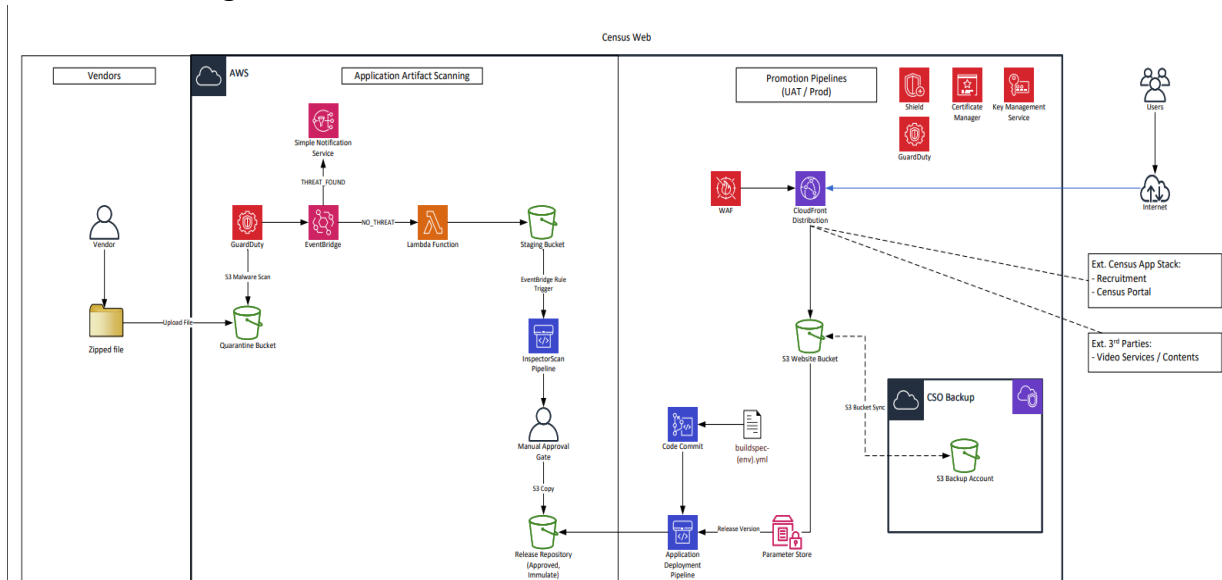 Census Web
Vendors
AWS
Application Artifact Scanning
Promotion Pipelines
(UAT / Prod)
Shield
Certificate
Manager
Key Management
Service
GuardDuty
Users
Simple Notification
Service
THREAT_FOUND
Vendor
GuardDuty
EventBridge
NO_THREAT
Lambda Function
Staging Bucket
WAF
CloudFront
Distribution
Internet
S3 Malware Scan
EventBridge Rule
Trigger
Ext. Census App Stack:
- Recruitment
- Census Portal
Zipped file
Upload File
Quarantine Bucket
InspectorScan
Pipeline
S3 Website Bucket
Ext. 3rd Parties:
- Video Services / Contents
Manual Approval
Gate
Code Commit
buildspec-
(env).yml
S3 Bucket Sync
CSO Backup
S3 Backup Account
S3 Copy
Release Repository
(Approved,
Immulate)
Application
Deployment
Pipeline
Release Version
Parameter Store